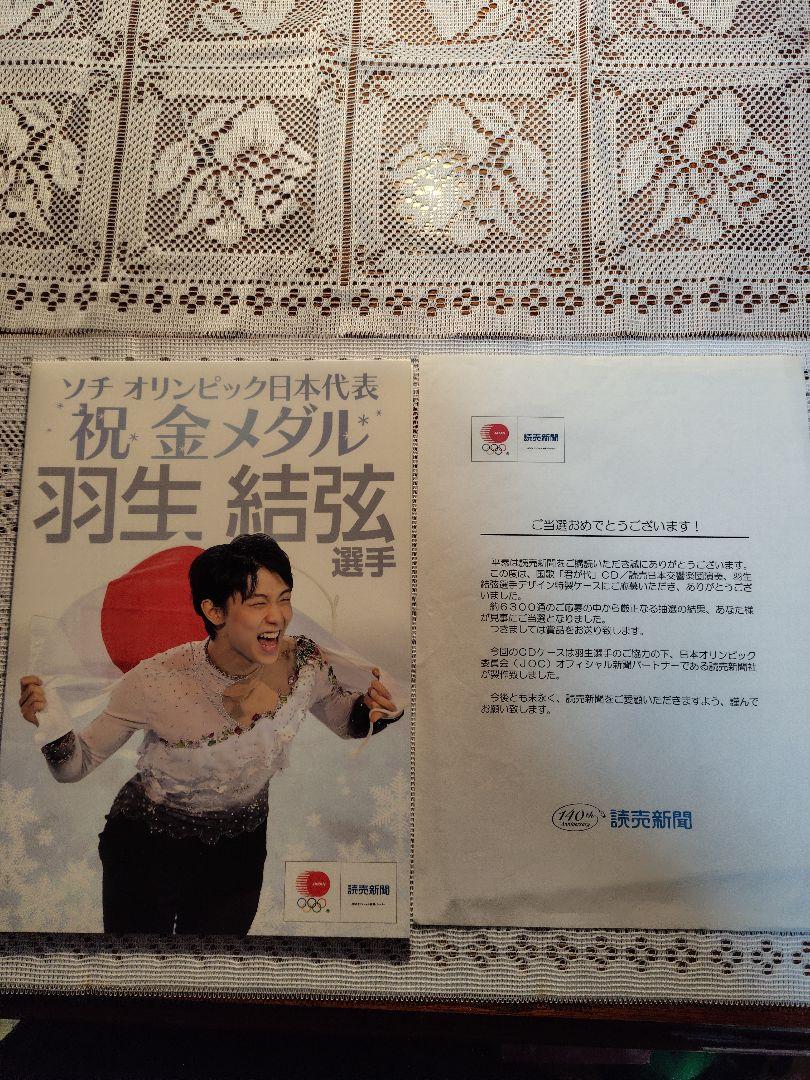 ソチ オリンピック日本代表
祝 金メダル
羽生 結弦
選手
JAPAN
読売新聞
JAPAN
読売新聞
ご当選おめでとうございます！
平素は読売新聞をご購読いただき誠にありがとうございます。
この度は、国歌「君が代」CD／読売日本交響楽団演奏、羽生
結弦選手デザイン特製ケースにご応募いただき、ありがとうござ
いました。
約６３００通のご応募の中から厳正なる抽選の結果、あなた様
が見事にご当選となりました。
つきましては賞品をお送り致します。
今回のCDケースは羽生選手のご協力の下、日本オリンピック
委員会（JOC）オフィシャル新聞パートナーである読売新聞社
が製作致しました。
今後とも末永く、読売新聞をご愛顧いただきますよう、謹んで
お願い致します。
140th
Anniversary
読売新聞